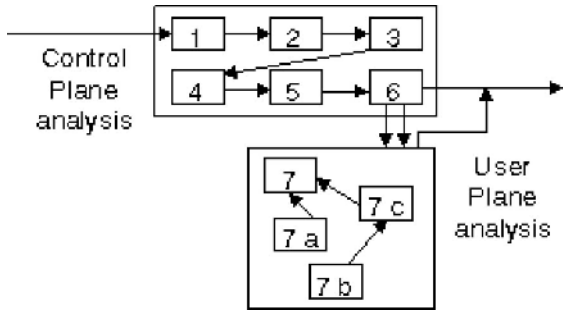 1 2 3
Control
Plane
analysis
4 5 6
7
7 c
7 a
7 b
User
Plane
analysis